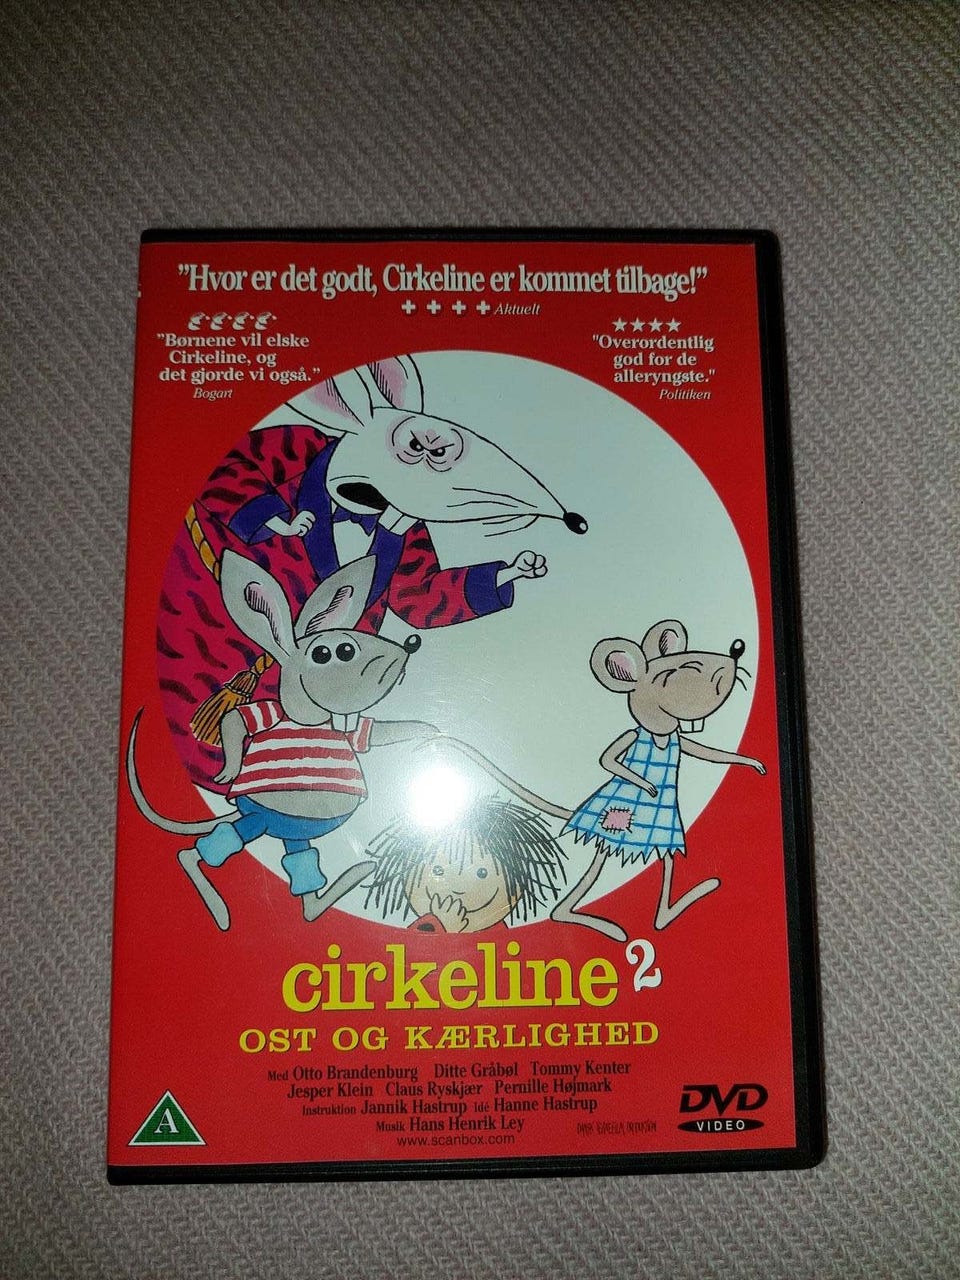 "Hvor er det godt, Cirkeline er kommet tilbage!"
Aktuelt
"Børnene vil elske
Cirkeline, og
det gjorde vi også."
Bogart
"Overordentlig
god for de
alleryngste."
Politiken
cirkeline 2
OST OG KÆRLIGHED
Med Otto Brandenburg Ditte Gråbøl Tommy Kenter
Jesper Klein Claus Ryskjær Pernille Højmark
Instruktion Jannik Hastrup Idé Hanne Hastrup
Musik Hans Henrik Ley
www.scanbox.com
A
DVD
VIDEO